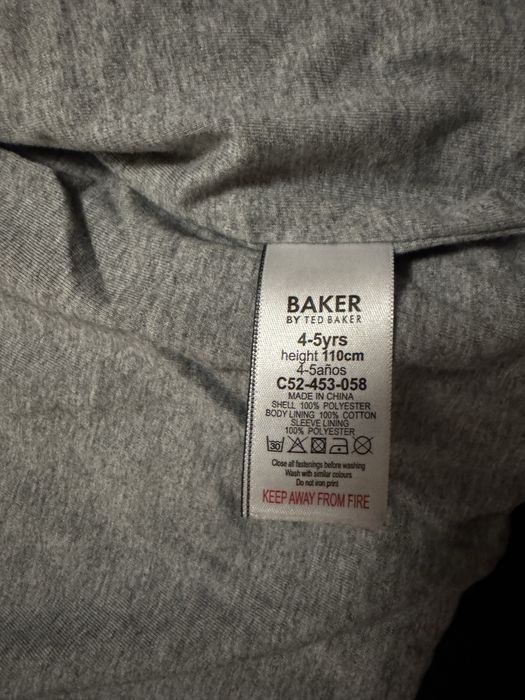 BAKER
BY TED BAKER
4-5yrs
height 110cm
4-5años
C52-453-058
MADE IN CHINA
SHELL 100% POLYESTER
BODY LINING 100% COTTON
SLEEVE LINING
100% POLYESTER
30
Close all fastenings before washing
Wash with similar colours
Do not iron print
KEEP AWAY FROM FIRE